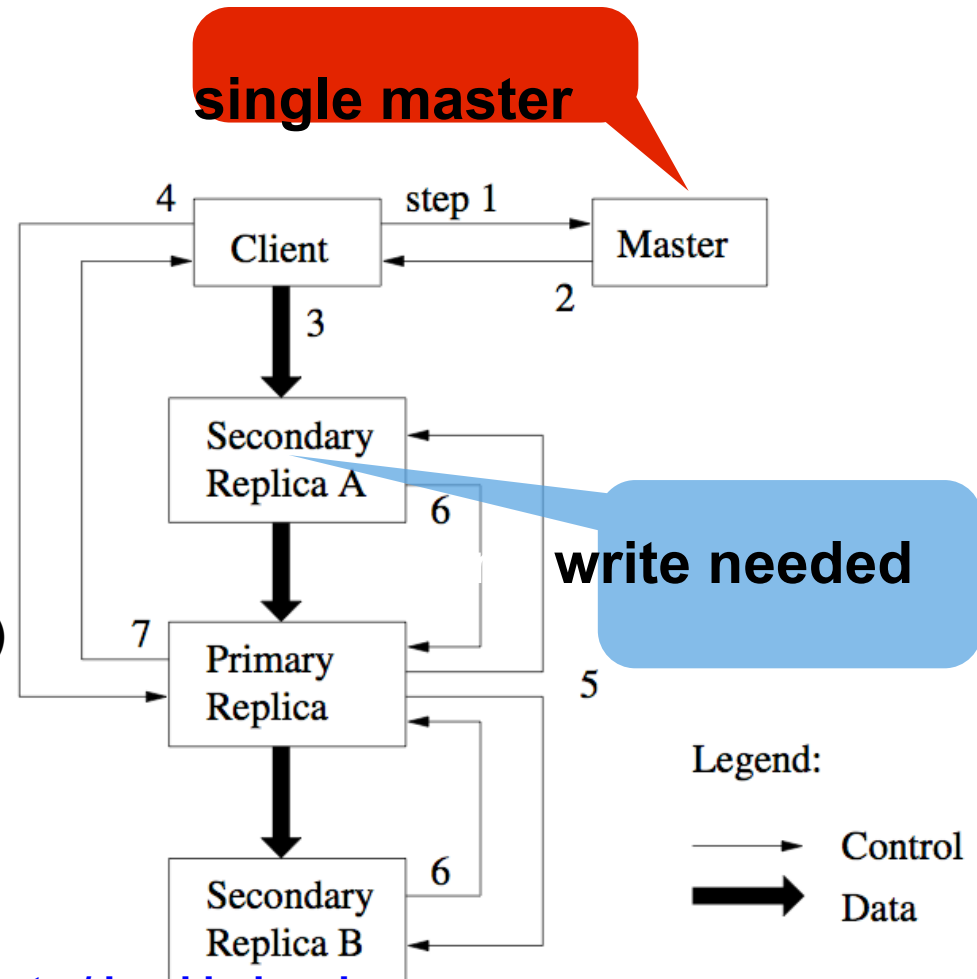 single master
4
step 1
Client
Master
2
3
Secondary
Replica A
6
write needed
)
7
Primary
Replica
5
Legend:
Control
6
Secondary
Data
Replica B